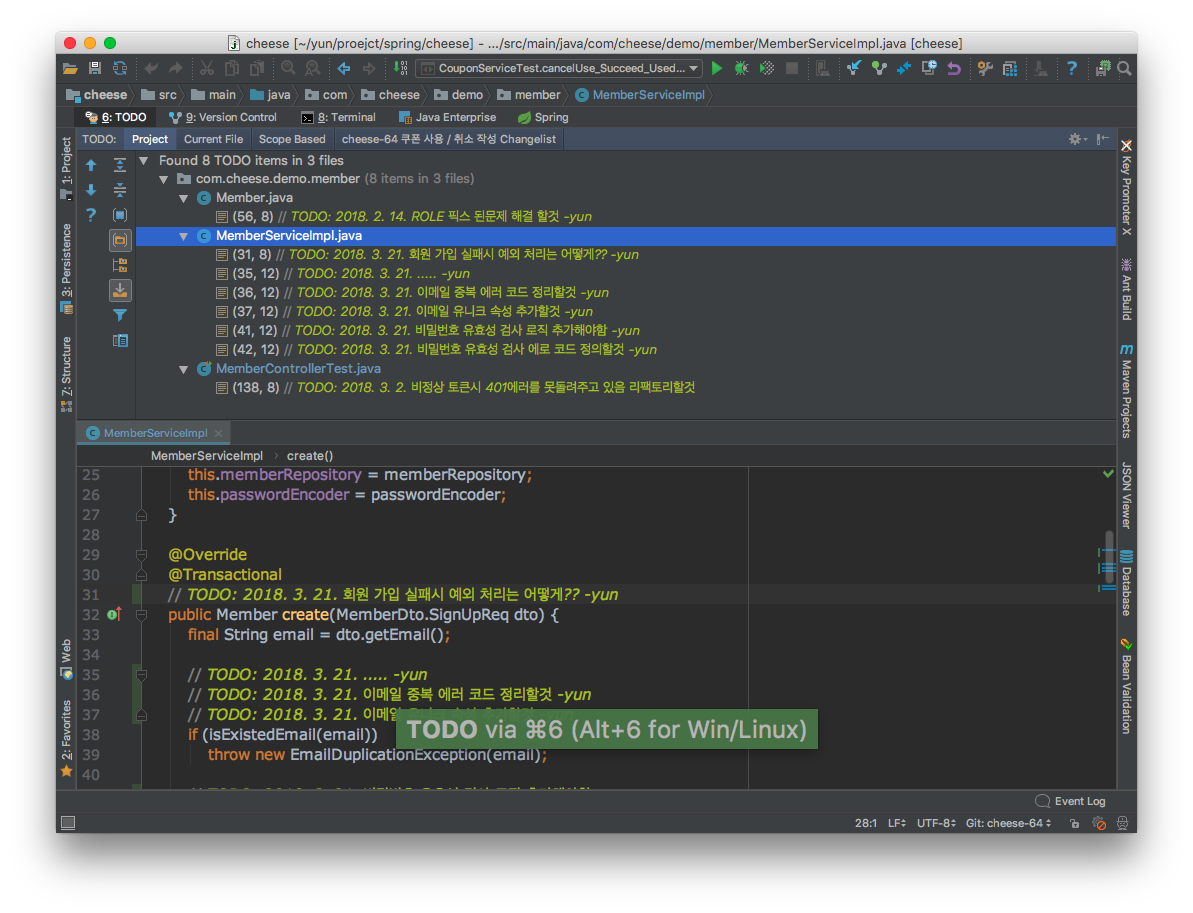 cheese [~/yun/proejct/spring/cheese] - .../src/main/java/com/cheese/demo/member/MemberServiceImpl.java [cheese]
CouponServiceTest.cancelUse_Succeed_Used...
cheese src main java com cheese demo member MemberServiceImpl
6: TODO 9: Version Control 8: Terminal Java Enterprise Spring
TODO: Project Current File Scope Based cheese-64 쿠폰 사용 / 취소 작성 Changelist
Found 8 TODO items in 3 files
com.cheese.demo.member (8 items in 3 files)
Member.java
(56, 8) // TODO: 2018. 2. 14. ROLE 픽스 된문제 해결 할것 -yun
MemberServiceImpl.java
(31, 8) // TODO: 2018. 3. 21. 회원 가입 실패시 예외 처리는 어떻게?? -yun
(35, 12) // TODO: 2018. 3. 21. ..... -yun
(36, 12) // TODO: 2018. 3. 21. 이메일 중복 에러 코드 정리할것 -yun
(37, 12) // TODO: 2018. 3. 21. 이메일 유니크 속성 추가할것 -yun
(41, 12) // TODO: 2018. 3. 21. 비밀번호 유효성 검사 로직 추가해야함 -yun
(42, 12) // TODO: 2018. 3. 21. 비밀번호 유효성 검사 에로 코드 정의할것 -yun
MemberControllerTest.java
(138, 8) // TODO: 2018. 3. 2. 비정상 토큰시 401에러를 못돌려주고 있음 리팩토리할것
1: Project
3: Persistence
7: Structure
Web
2: Favorites
Key Promoter X
Ant Build
Maven Projects
JSON Viewer
Database
Bean Validation
MemberServiceImpl
MemberServiceImpl create()
25 this.memberRepository = memberRepository;
26 this.passwordEncoder = passwordEncoder;
27 }
28
29 @Override
30 @Transactional
31 // TODO: 2018. 3. 21. 회원 가입 실패시 예외 처리는 어떻게?? -yun
32 public Member create(MemberDto.SignUpReq dto) {
33 final String email = dto.getEmail();
34
35 // TODO: 2018. 3. 21. ..... -yun
36 // TODO: 2018. 3. 21. 이메일 중복 에러 코드 정리할것 -yun
37 // TODO: 2018. 3. 21. 이메일
38 if (isExistedEmail(email))
39 throw new EmailDuplicationException(email);
40
TODO via ⌘6 (Alt+6 for Win/Linux)
Event Log
28:1 LF UTF-8 Git: cheese-64